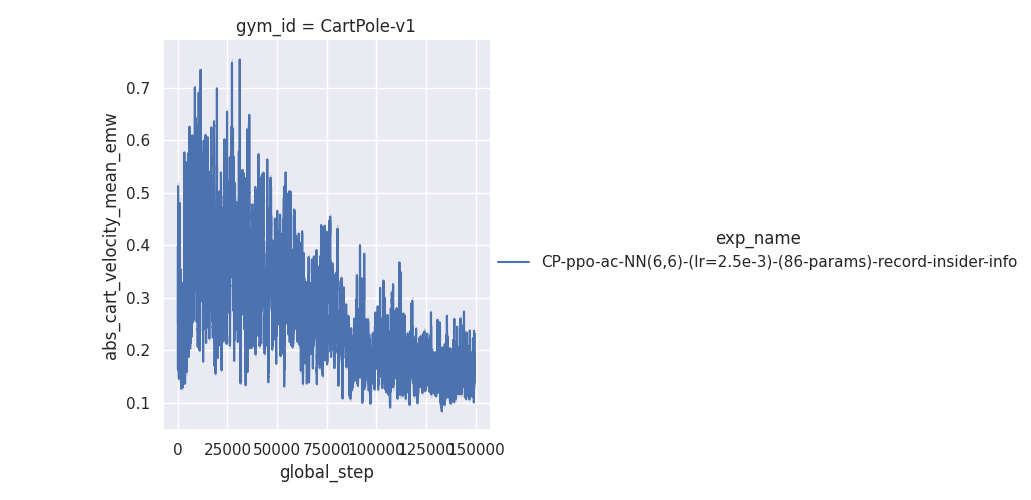 gym_id = CartPole-v1
abs_cart_velocity_mean_emw
0.7
0.6
0.5
0.4
0.3
0.2
0.1
0 25000 50000 75000 100000 125000 150000
global_step
exp_name
CP-ppo-ac-NN(6,6)-(lr=2.5e-3)-(86-params)-record-insider-info